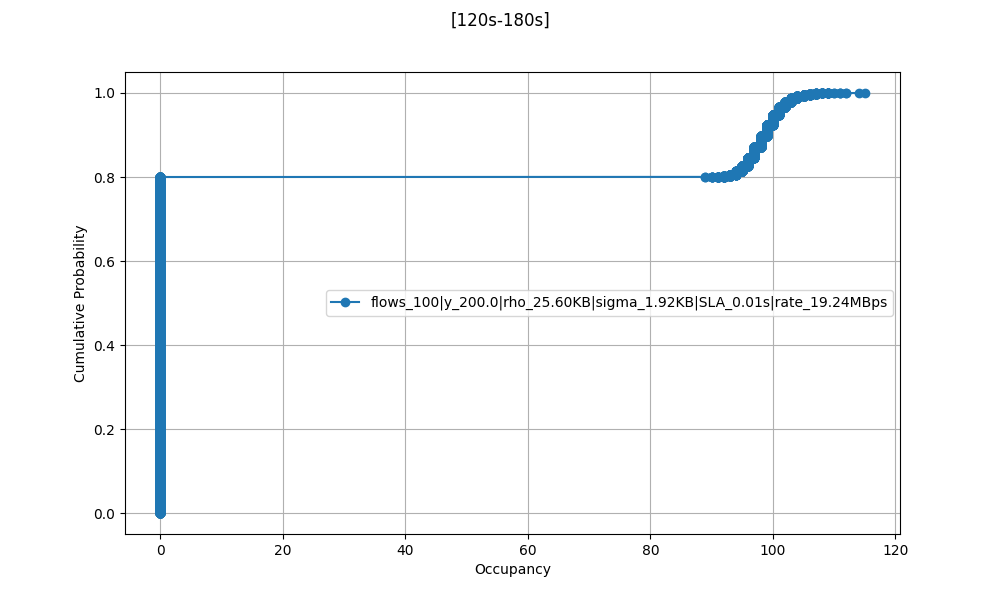 [120s-180s]
1.0
0.8
0.6
0.4
0.2
0.0
Cumulative Probability
flows_100|y_200.0|rho_25.60KB|sigma_1.92KB|SLA_0.01s|rate_19.24MBps
0 20 40 60 80 100 120
Occupancy